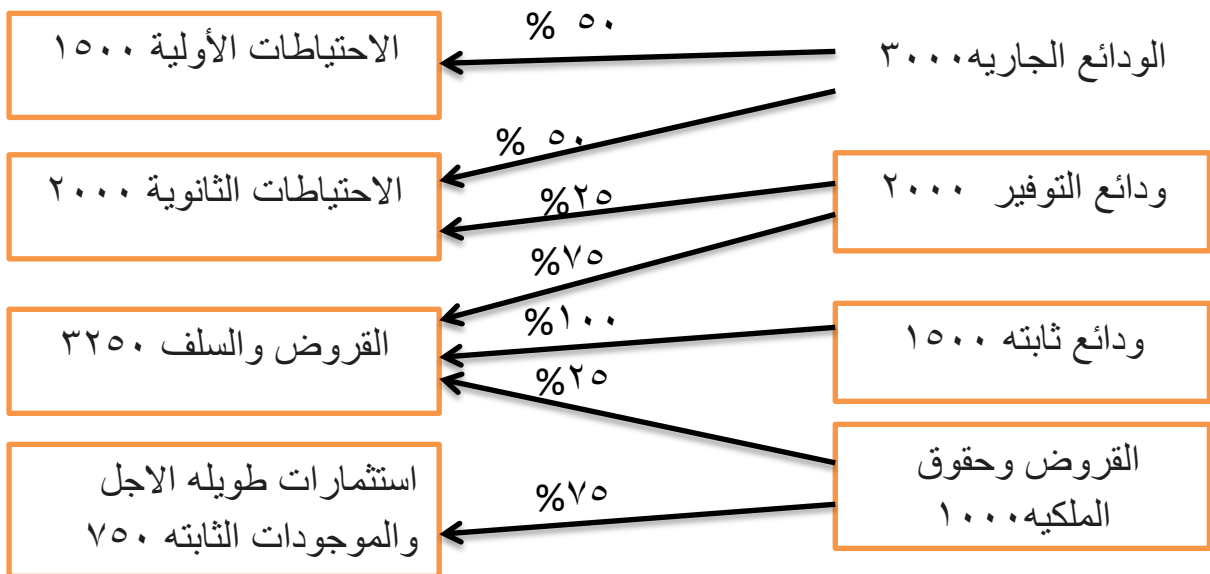 الودائع الجاريه٣٠٠٠
% ٥٠
الاحتياطات الأولية ١٥٠٠
% ٥٠
ودائع التوفير ٢٠٠٠
%٢٥
الاحتياطات الثانوية ٢٠٠٠
%٧٥
ودائع ثابته ١٥٠٠
%١٠٠
القروض والسلف ٣٢٥٠
%٢٥
القروض وحقوق
الملكيه١٠٠٠
%٧٥
استثمارات طويله الاجل
والموجودات الثابته ٧٥٠